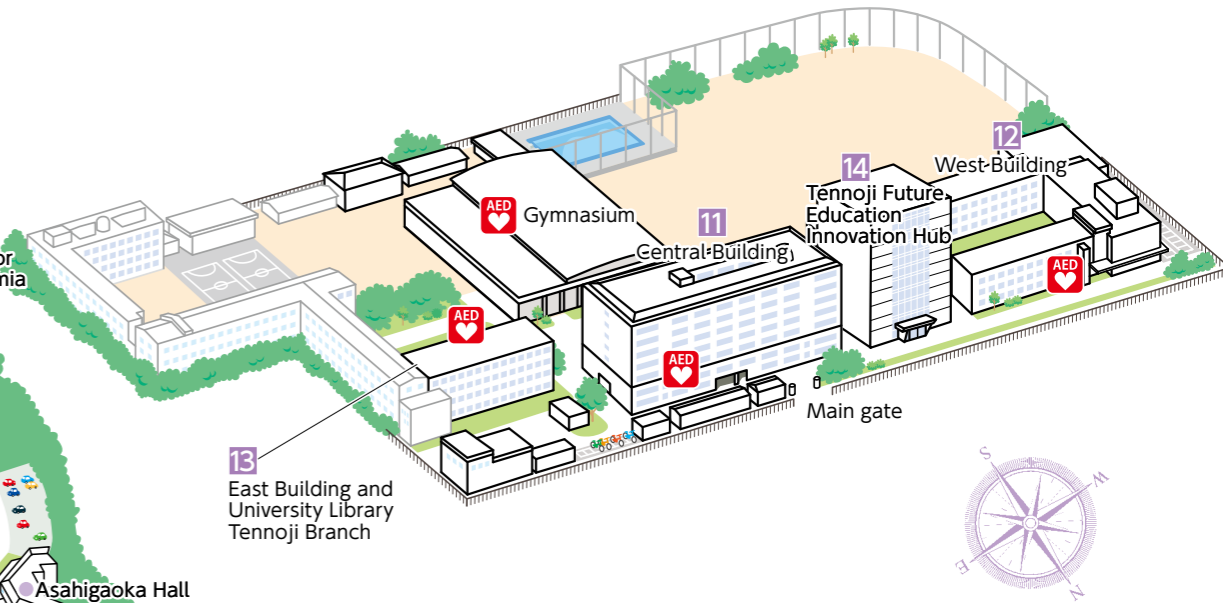 12
West Building
14
Tennoji Future
Education
Innovation Hub
AED
Gymnasium
11
Central Building
AED
AED
AED
Main gate
13
East Building and
University Library
Tennoji Branch
S
W
E
N
Asahigaoka Hall